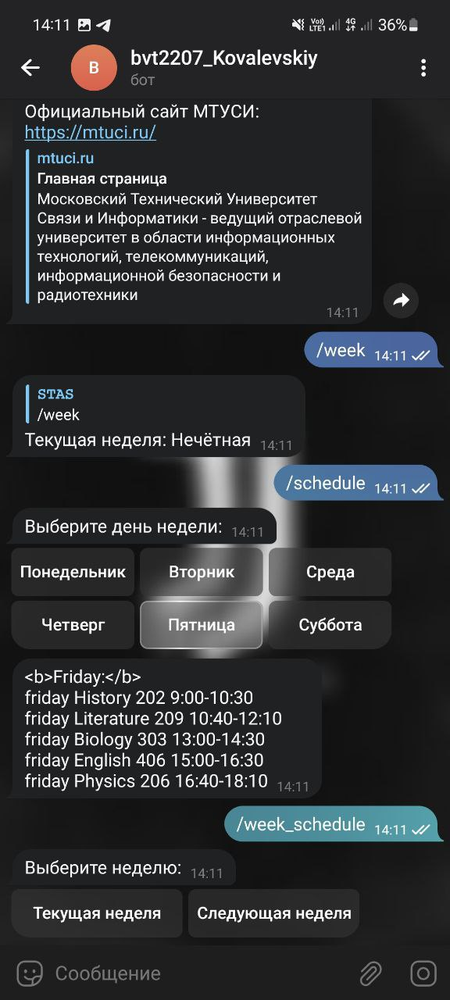 14:11 Vo) LTE1 4G 36%
B
bvt2207_Kovalevskiy
бот
Официальный сайт МТУСИ:
https://mtuci.ru/
mtuci.ru
Главная страница
Московский Технический Университет
Связи и Информатики - ведущий отраслевой
университет в области информационных
технологий, телекоммуникаций,
информационной безопасности и
радиотехники
14:11
/week 14:11
STAS
/week
Текущая неделя: Нечётная 14:11
/schedule 14:11
Выберите день недели: 14:11
Понедельник Вторник Среда
Четверг Пятница Суббота
<b>Friday:</b>
friday History 202 9:00-10:30
friday Literature 209 10:40-12:10
friday Biology 303 13:00-14:30
friday English 406 15:00-16:30
friday Physics 206 16:40-18:10 14:11
/week_schedule 14:11
Выберите неделю: 14:11
Текущая неделя Следующая неделя
Сообщение